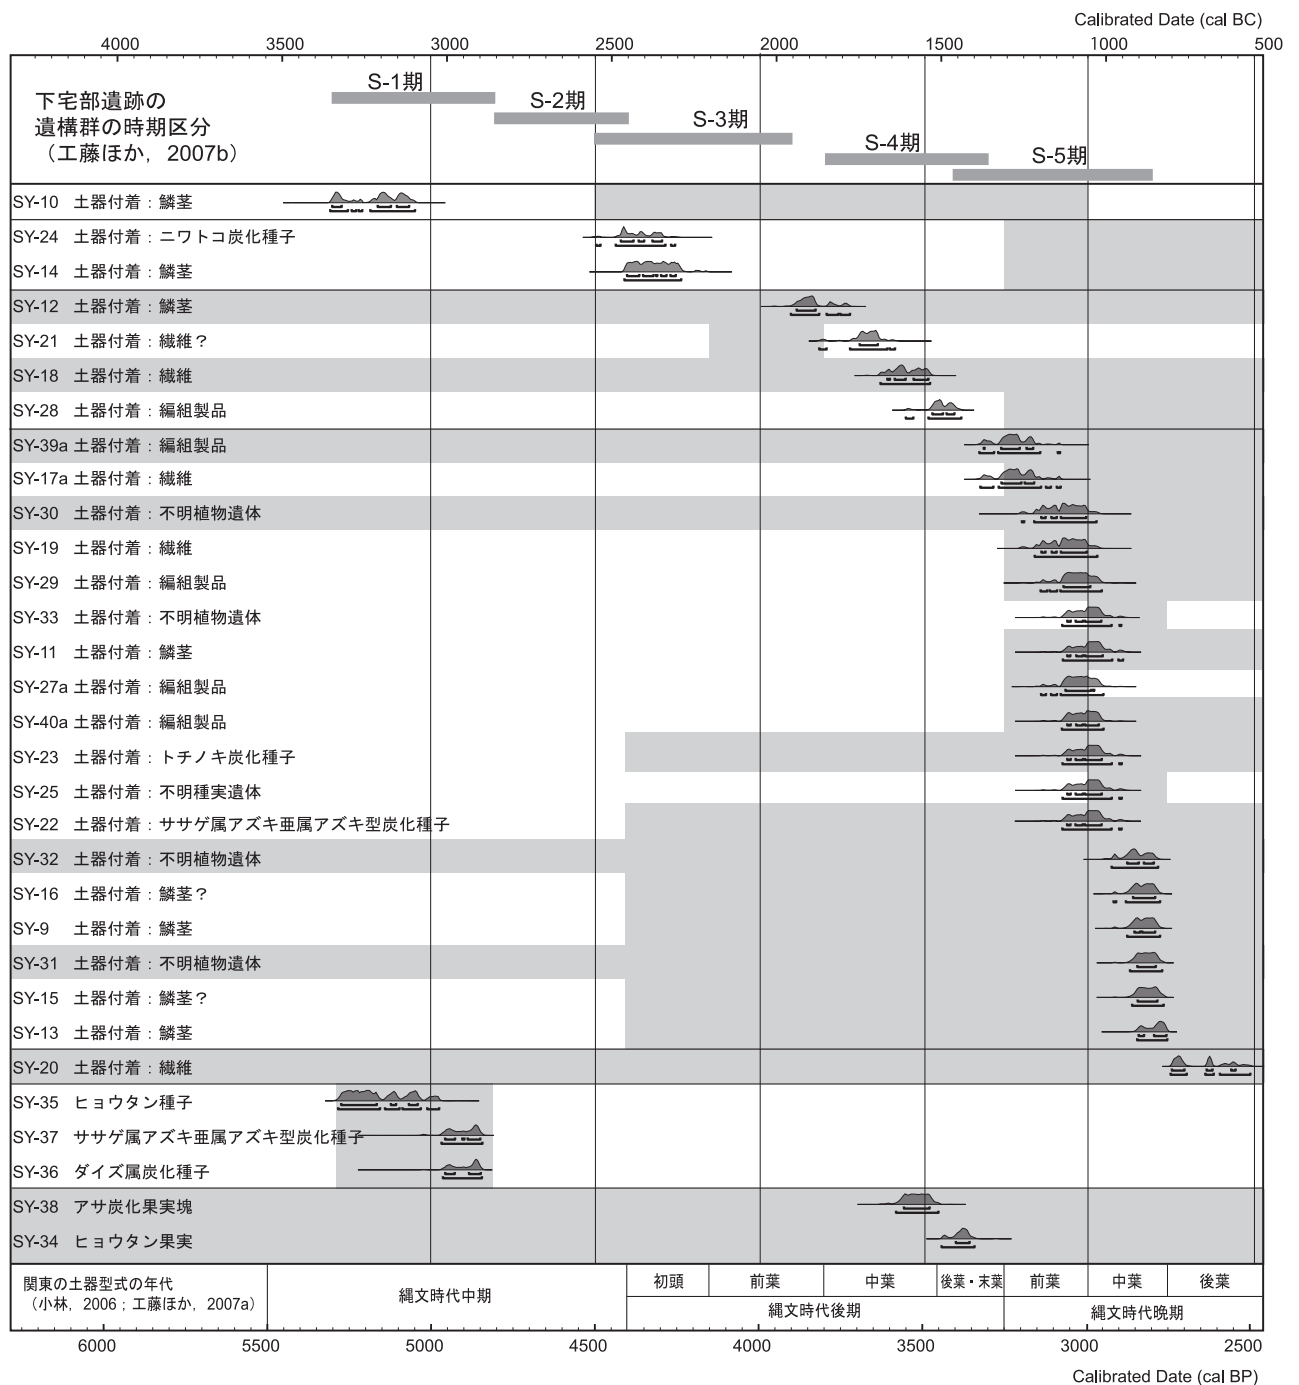 Calibrated Date (cal BC)
4000 3500 3000 2500 2000 1500 1000 500
下宅部遺跡の
遺構群の時期区分
（工藤ほか，2007b）
S-1期
S-2期
S-3期
S-4期
S-5期
SY-10 土器付着：鱗茎
SY-24 土器付着：ニワトコ炭化種子
SY-14 土器付着：鱗茎
SY-12 土器付着：鱗茎
SY-21 土器付着：繊維？
SY-18 土器付着：繊維
SY-28 土器付着：編組製品
SY-39a 土器付着：編組製品
SY-17a 土器付着：繊維
SY-30 土器付着：不明植物遺体
SY-19 土器付着：繊維
SY-29 土器付着：編組製品
SY-33 土器付着：不明植物遺体
SY-11 土器付着：鱗茎
SY-27a 土器付着：編組製品
SY-40a 土器付着：編組製品
SY-23 土器付着：トチノキ炭化種子
SY-25 土器付着：不明種実遺体
SY-22 土器付着：ササゲ属アズキ亜属アズキ型炭化種子
SY-32 土器付着：不明植物遺体
SY-16 土器付着：鱗茎？
SY-9 土器付着：鱗茎
SY-31 土器付着：不明植物遺体
SY-15 土器付着：鱗茎？
SY-13 土器付着：鱗茎
SY-20 土器付着：繊維
SY-35 ヒョウタン種子
SY-37 ササゲ属アズキ亜属アズキ型炭化種子
SY-36 ダイズ属炭化種子
SY-38 アサ炭化果実塊
SY-34 ヒョウタン果実
関東の土器型式の年代
（小林，2006；工藤ほか，2007a）
縄文時代中期
初頭 前葉 中葉 後葉・末葉 前葉 中葉 後葉
縄文時代後期 縄文時代晩期
6000 5500 5000 4500 4000 3500 3000 2500
Calibrated Date (cal BP)